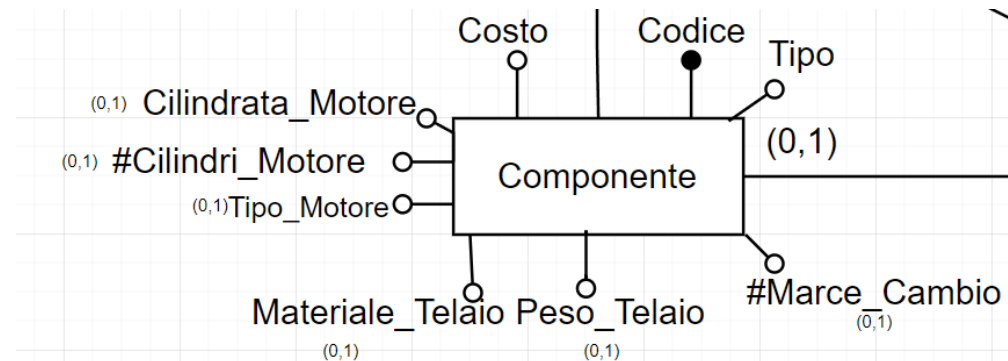 Costo
Codice
Tipo
(0,1) Cilindrata_Motore
(0,1)
(0,1) #Cilindri_Motore
Componente
(0,1)Tipo_Motore
#Marce_Cambio
(0,1)
Materiale_Telaio Peso_Telaio
(0,1) (0,1)